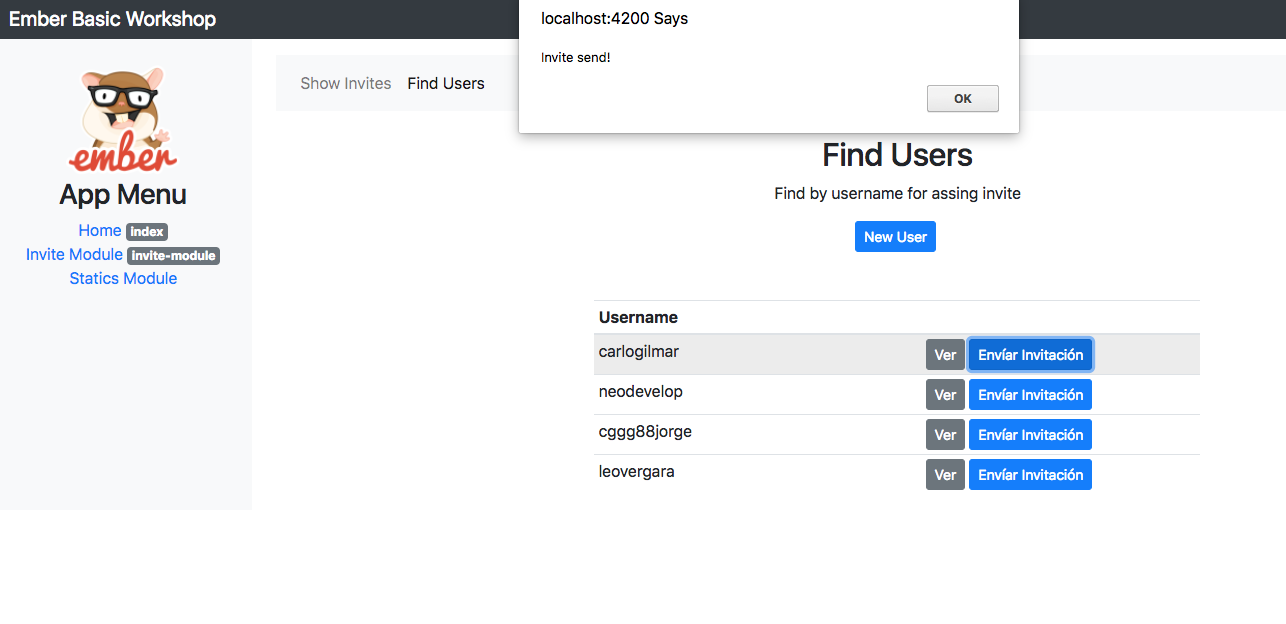 Ember Basic Workshop
localhost:4200 Says
Invite send!
OK
ember
App Menu
Home index
Invite Module invite-module
Statics Module
Show Invites Find Users
Find Users
Find by username for assing invite
New User
Username
carlogilmar Ver Envíar Invitación
neodevelop Ver Envíar Invitación
cggg88jorge Ver Envíar Invitación
leovergara Ver Envíar Invitación